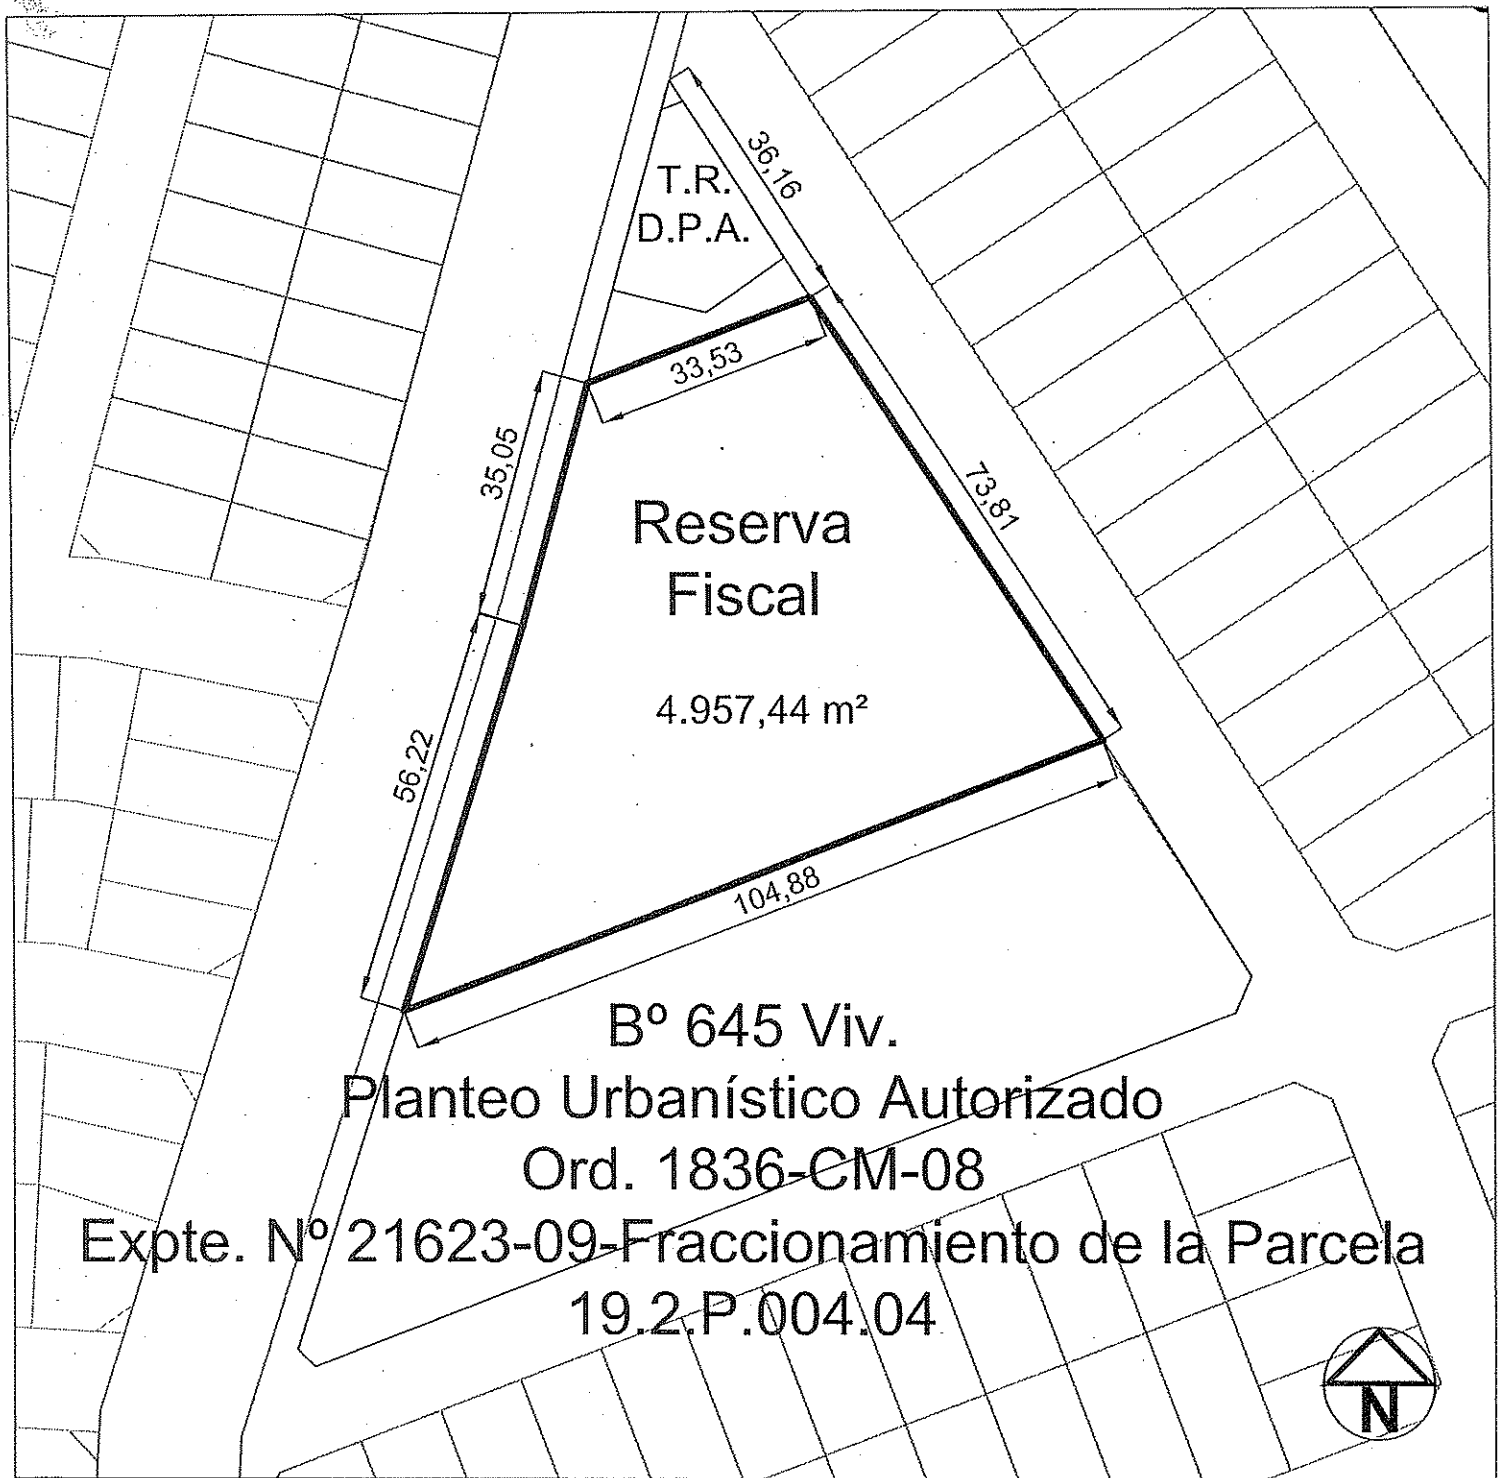 36,16
T.R.
D.P.A.
33,53
35,05
73,81
Reserva
Fiscal
4.957,44 m²
56,22
104,88
Bº 645 Viv.
Planteo Urbanístico Autorizado
Ord. 1836-CM-08
Expte. Nº 21623-09-Fraccionamiento de la Parcela
19.2.P.004.04
N